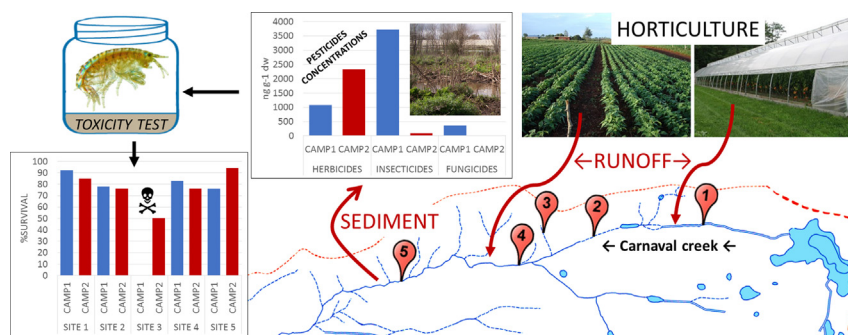 TOXICITY TEST
4000
3500
3000
2500
2000
1500
1000
500
0
ng g-1 dw
PESTICIDES
CONCENTRATIONS
CAMP1 CAMP2 CAMP1 CAMP2 CAMP1 CAMP2
HERBICIDES INSECTICIDES FUNGICIDES
HORTICULTURE
←RUNOFF→
SEDIMENT
1
2
3
4
5
← Carnaval creek ←
100
90
80
70
60
50
40
30
20
10
0
%SURVIVAL
CAMP1 CAMP2 CAMP1 CAMP2 CAMP1 CAMP2 CAMP1 CAMP2 CAMP1 CAMP2
SITE 1 SITE 2 SITE 3 SITE 4 SITE 5